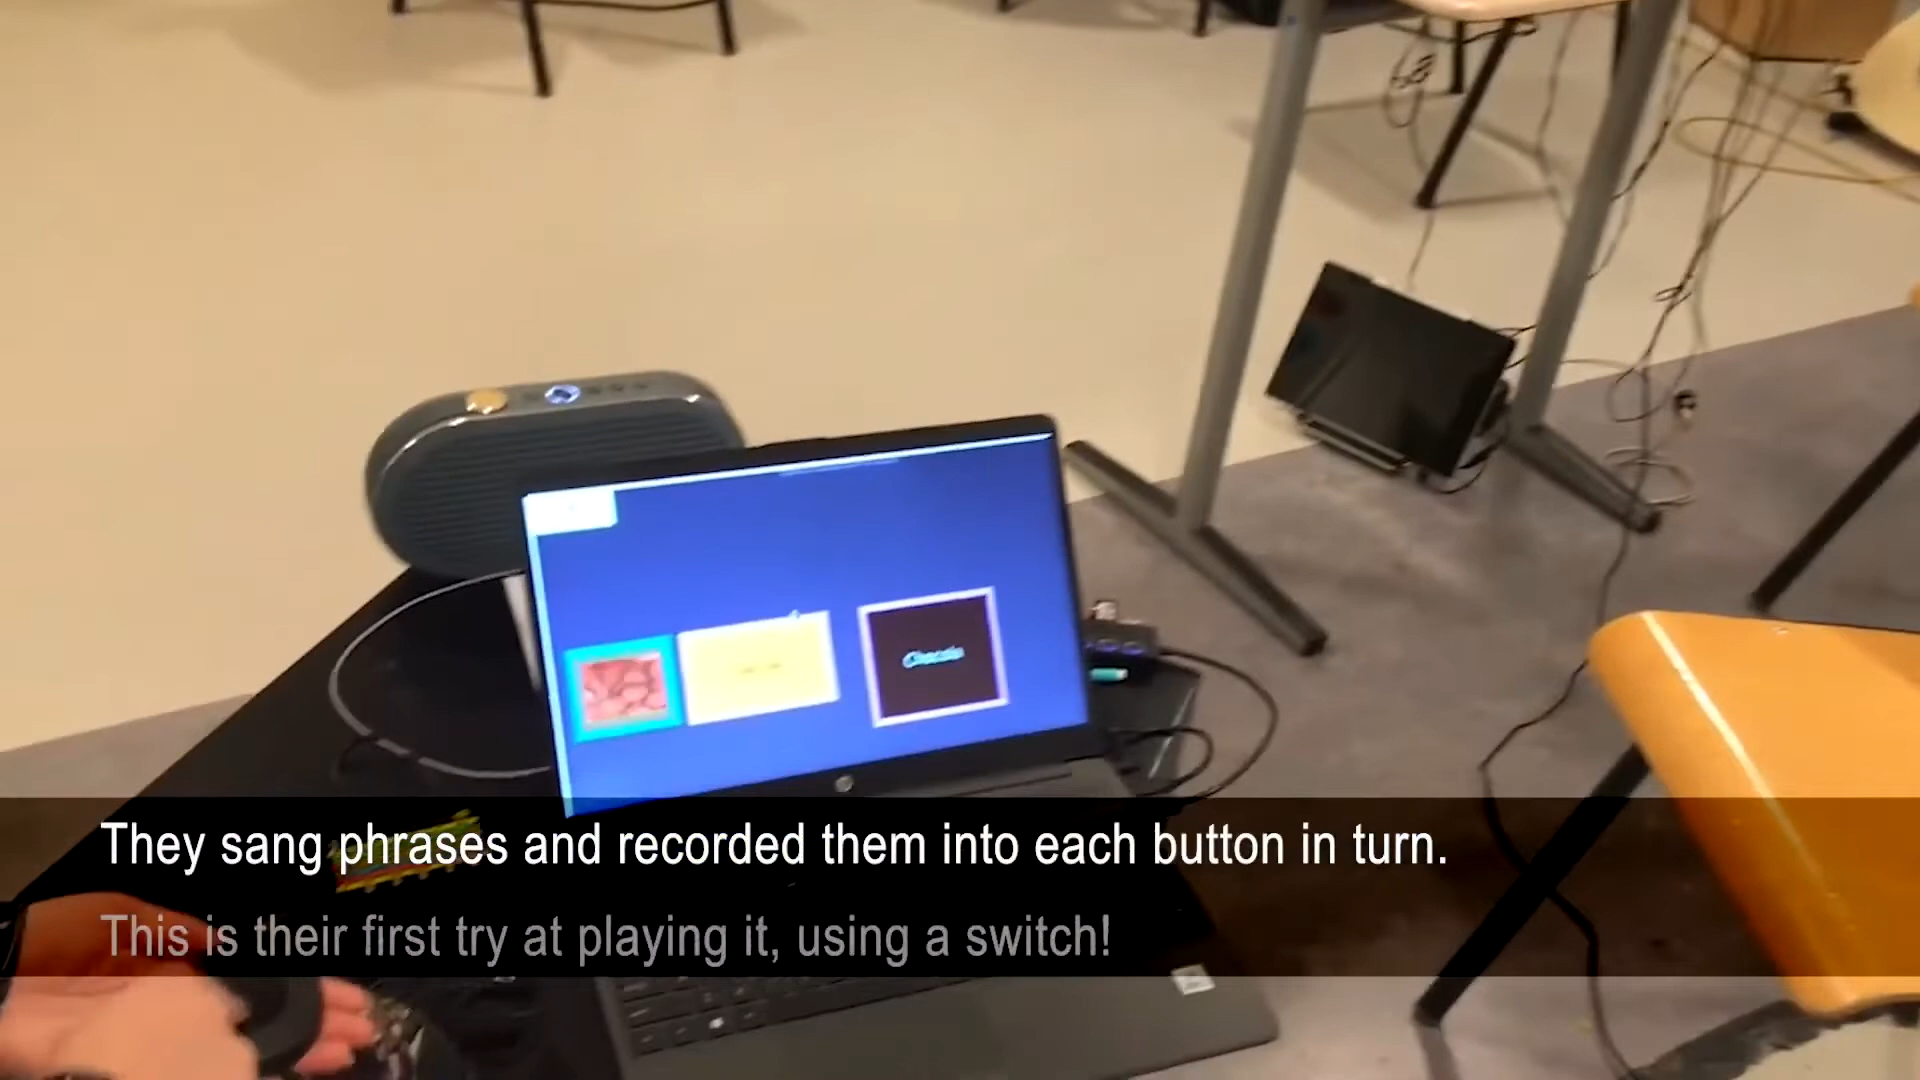 They sang phrases and recorded them into each button in turn.
This is their first try at playing it, using a switch!